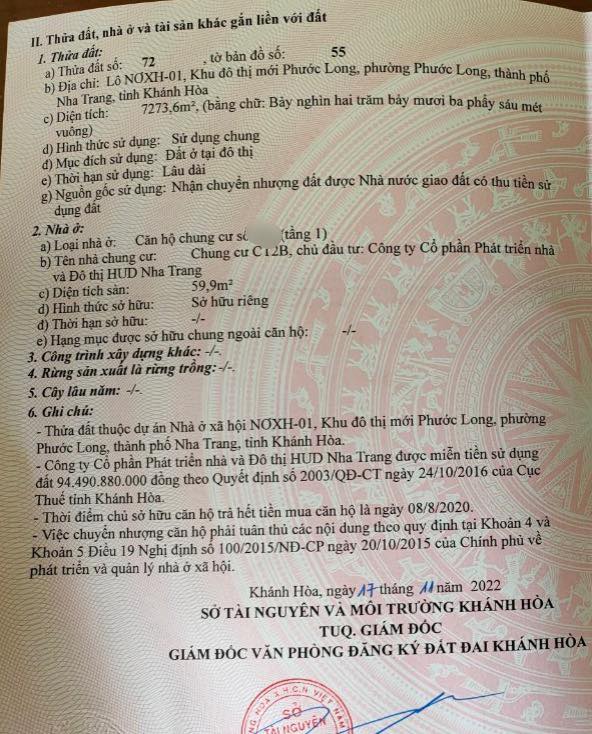 II. Thửa đất, nhà ở và tài sản khác gắn liền với đất
1. Thửa đất:
a) Thửa đất số: 72 , tờ bản đồ số: 55
b) Địa chỉ: Lô NƠXH-01, Khu đô thị mới Phước Long, phường Phước Long, thành phố
Nha Trang, tỉnh Khánh Hòa
c) Diện tích: 7273,6m², (bằng chữ: Bảy nghìn hai trăm bảy mươi ba phẩy sáu mét
vuông)
d) Hình thức sử dụng: Sử dụng chung
đ) Mục đích sử dụng: Đất ở tại đô thị
e) Thời hạn sử dụng: Lâu dài
g) Nguồn gốc sử dụng: Nhận chuyển nhượng đất được Nhà nước giao đất có thu tiền sử
dụng đất
2. Nhà ở:
a) Loại nhà ở: Căn hộ chung cư số (tầng 1)
b) Tên nhà chung cư: Chung cư CT2B, chủ đầu tư: Công ty Cổ phần Phát triển nhà
và Đô thị HUD Nha Trang
c) Diện tích sàn: 59,9m²
d) Hình thức sở hữu: Sở hữu riêng
đ) Thời hạn sở hữu: -/-
e) Hạng mục được sở hữu chung ngoài căn hộ: -/-
3. Công trình xây dựng khác: -/-.
4. Rừng sản xuất là rừng trồng: -/-.
5. Cây lâu năm: -/-.
6. Ghi chú:
- Thửa đất thuộc dự án Nhà ở xã hội NƠXH-01, Khu đô thị mới Phước Long, phường
Phước Long, thành phố Nha Trang, tỉnh Khánh Hòa.
- Công ty Cổ phần Phát triển nhà và Đô thị HUD Nha Trang được miễn tiền sử dụng
đất 94.490.880.000 đồng theo Quyết định số 2003/QĐ-CT ngày 24/10/2016 của Cục
Thuế tỉnh Khánh Hòa.
- Thời điểm chủ sở hữu căn hộ trả hết tiền mua căn hộ là ngày 08/8/2020.
- Việc chuyển nhượng căn hộ phải tuân thủ các nội dung theo quy định tại Khoản 4 và
Khoản 5 Điều 19 Nghị định số 100/2015/NĐ-CP ngày 20/10/2015 của Chính phủ về
phát triển và quản lý nhà ở xã hội.
Khánh Hòa, ngày 17 tháng 11 năm 2022
SỞ TÀI NGUYÊN VÀ MÔI TRƯỜNG KHÁNH HÒA
TUQ. GIÁM ĐỐC
GIÁM ĐỐC VĂN PHÒNG ĐĂNG KÝ ĐẤT ĐAI KHÁNH HÒA
HÒA X.H.C.N VIỆT NAM
SỞ
TÀI NGUYÊN